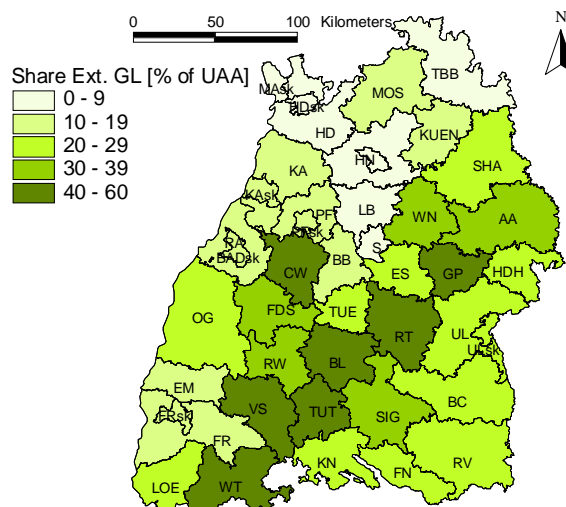 0 50 100 Kilometers
N
Share Ext. GL [% of UAA]
0 - 9
10 - 19
20 - 29
30 - 39
40 - 60
TBB
MAsk
MOS
HD
KUEN
HN
SHA
KA
KAsk
LB
WN
AA
PF
RA
BADsk
S
CW
BB
ES
GP
HDH
OG
FDS
TUE
RT
UL
ULsk
RW
BL
EM
BC
VS
TUT
SIG
FRsk
FR
KN
FN
RV
LOE
WT